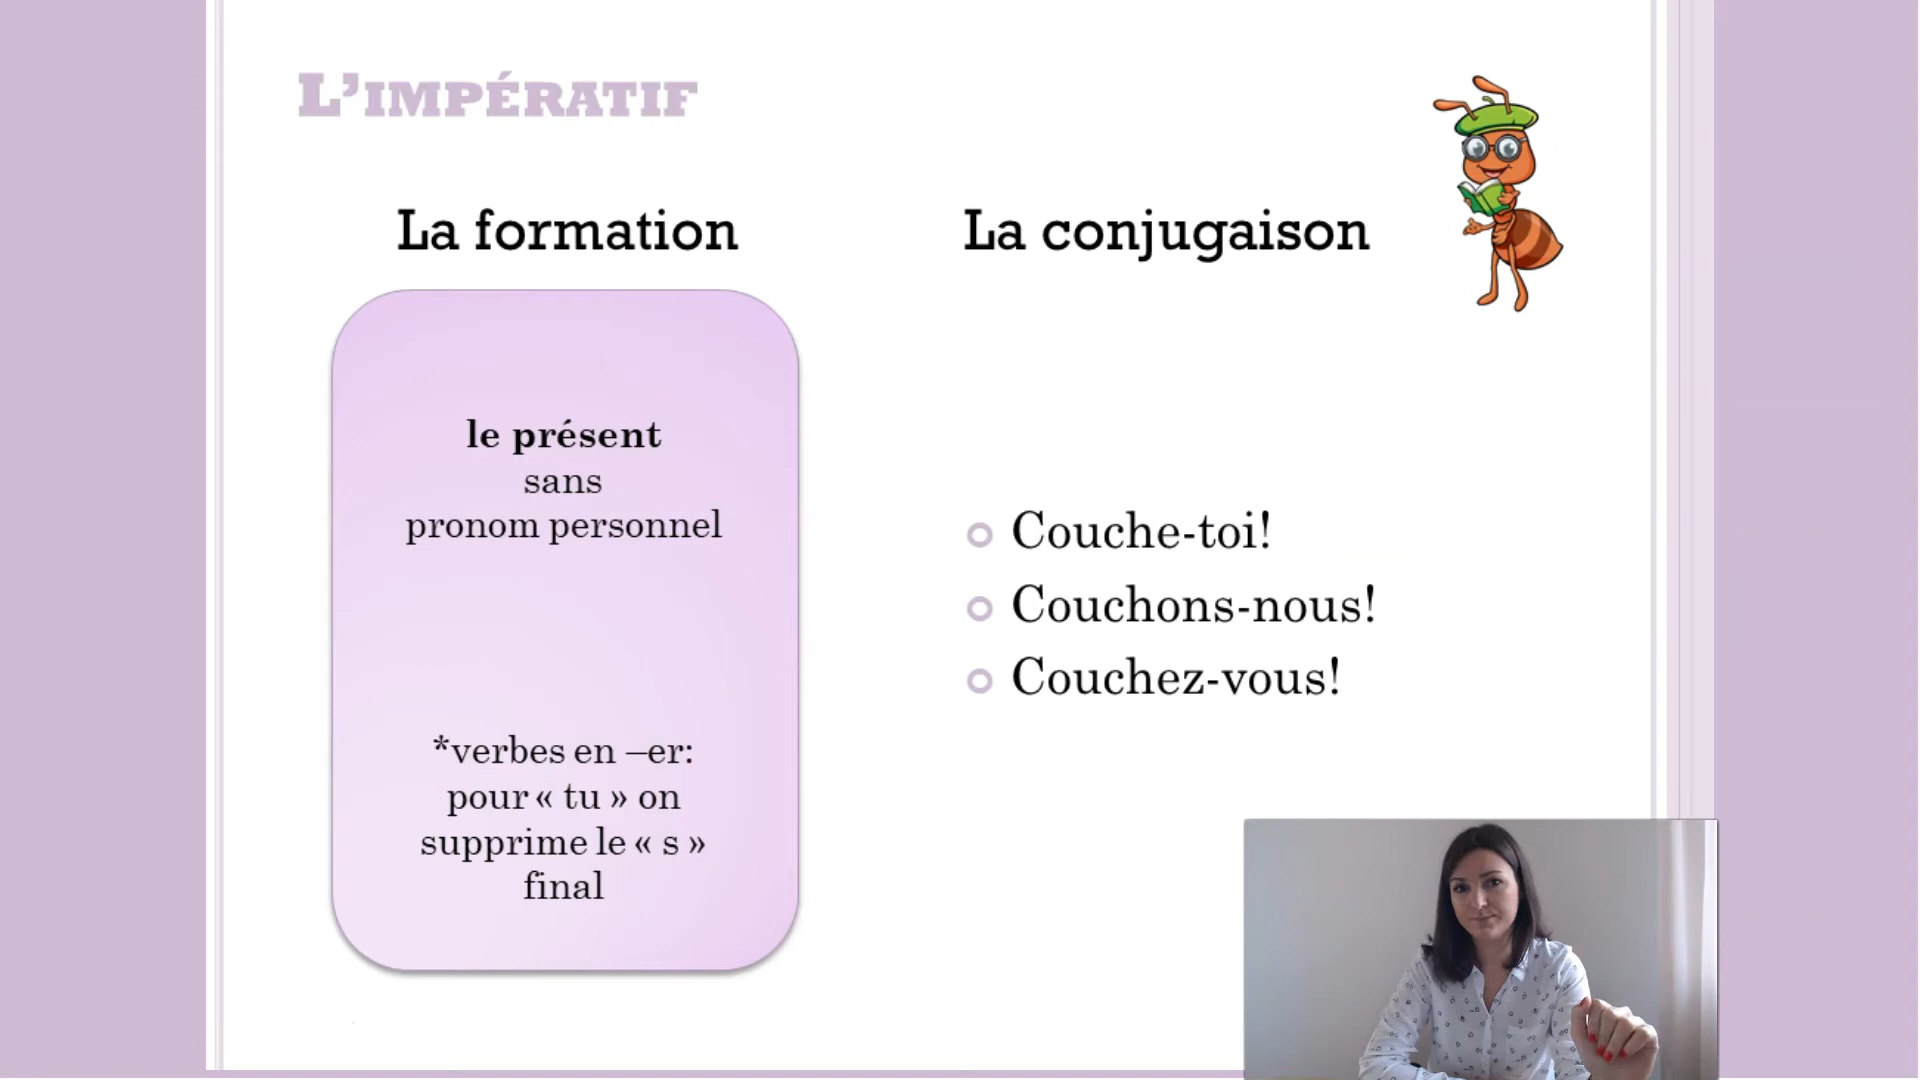 L'IMPÉRATIF
La formation
le présent
sans
pronom personnel
*verbes en –er:
pour « tu » on
supprime le « s »
final
La conjugaison
Couche-toi!
Couchons-nous!
Couchez-vous!